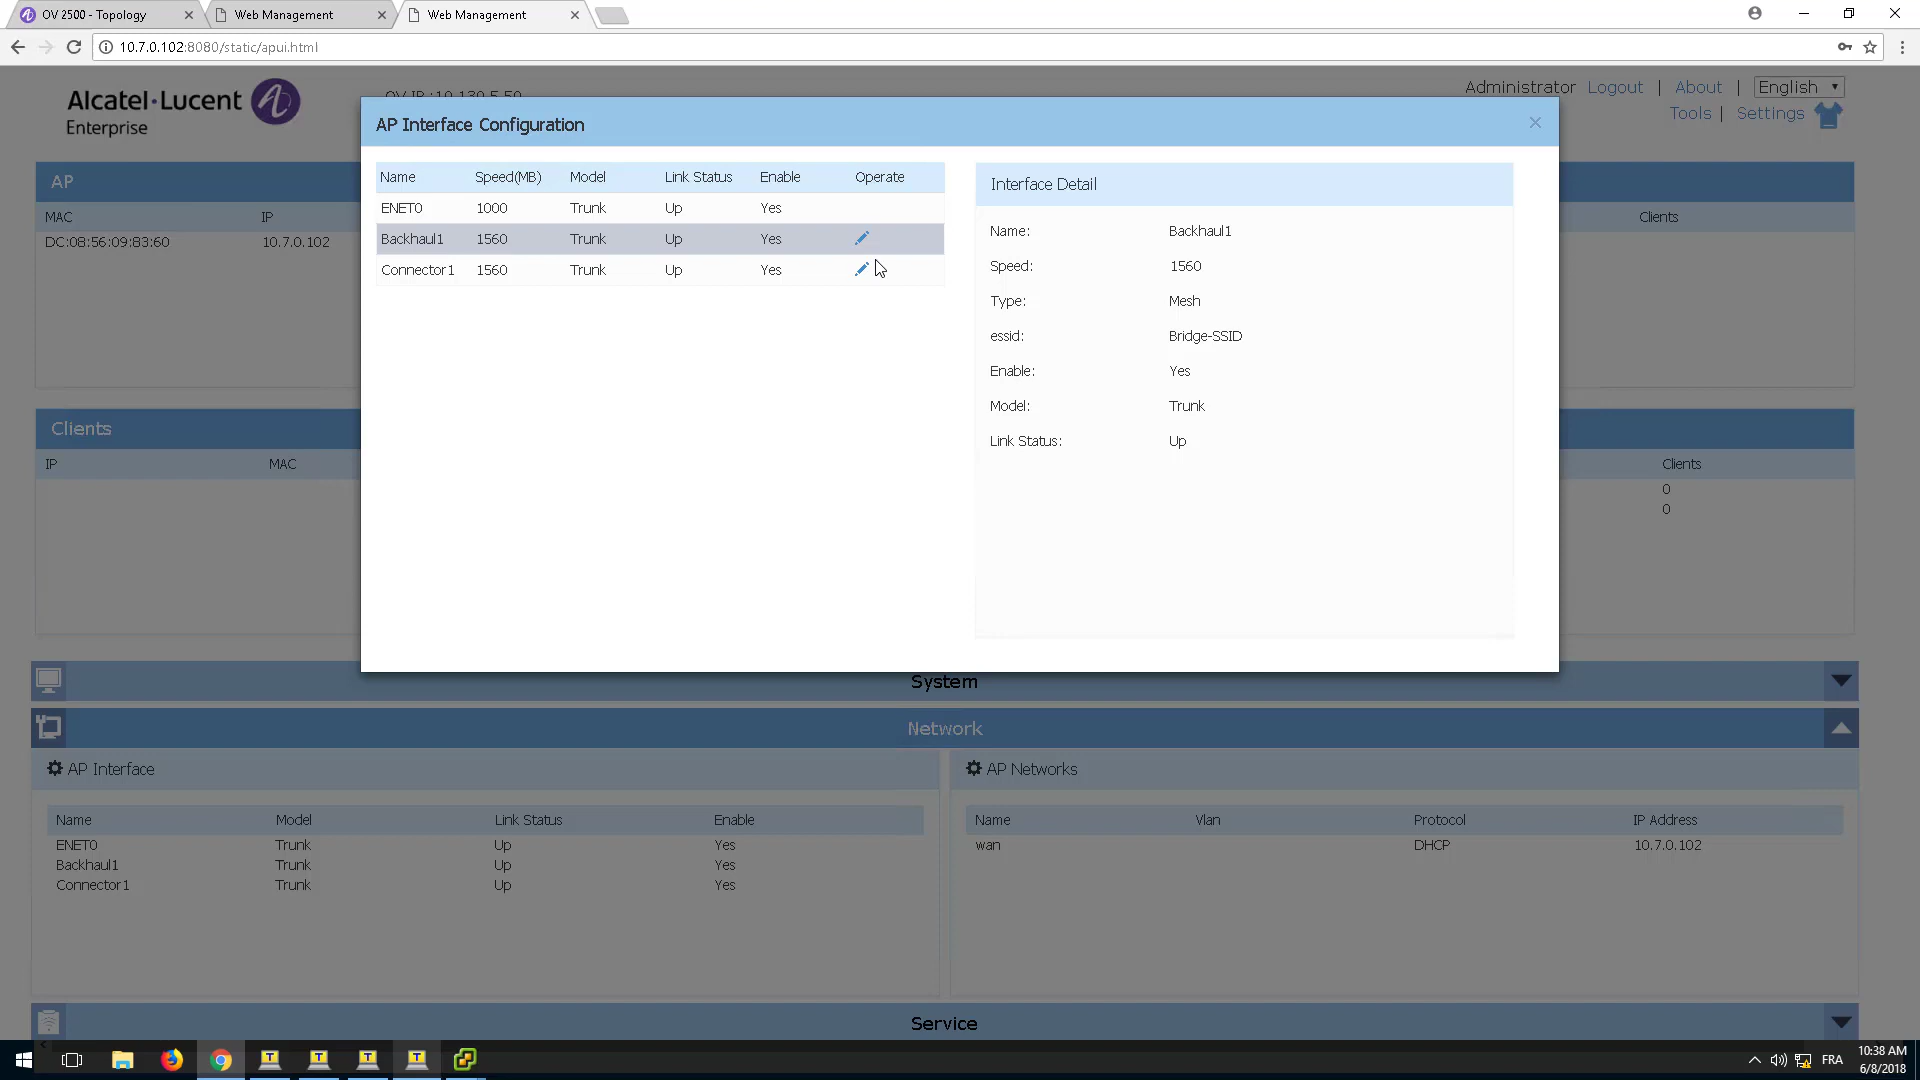 OV 2500 - Topology
Web Management
Web Management
10.7.0.102:8080/static/apui.html
Alcatel·Lucent
Enterprise
OV IP :10.130.5.50
Administrator Logout | About | English
Tools | Settings
AP Interface Configuration
Name Speed(MB) Model Link Status Enable Operate
ENET0 1000 Trunk Up Yes
Backhaul1 1560 Trunk Up Yes
Connector1 1560 Trunk Up Yes
Interface Detail
Name: Backhaul1
Speed: 1560
Type: Mesh
essid: Bridge-SSID
Enable: Yes
Model: Trunk
Link Status: Up
AP
MAC IP Clients
DC:08:56:09:83:60 10.7.0.102
Clients
IP MAC Clients
0
0
System
Network
AP Interface
Name Model Link Status Enable
ENET0 Trunk Up Yes
Backhaul1 Trunk Up Yes
Connector1 Trunk Up Yes
AP Networks
Name Vlan Protocol IP Address
wan DHCP 10.7.0.102
Service
FRA
10:38 AM
6/8/2018